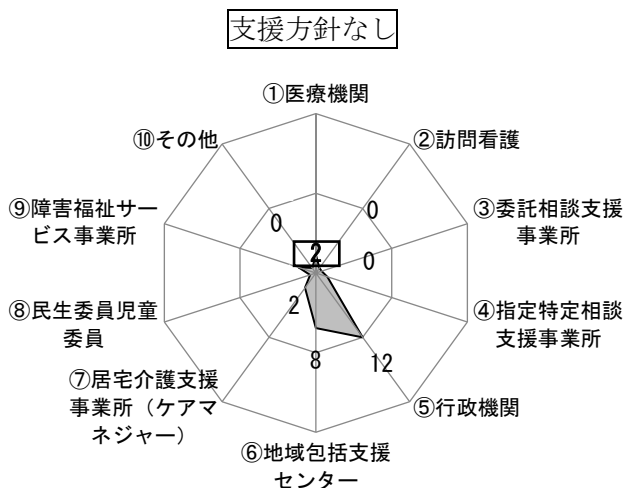 支援方針なし
①医療機関
⑩その他
②訪問看護
0
0
⑨障害福祉サー
ビス事業所
③委託相談支援
事業所
2
0
⑧民生委員児童
委員
2
④指定特定相談
支援事業所
8
12
⑦居宅介護支援
事業所（ケアマ
ネジャー）
⑤行政機関
⑥地域包括支援
センター